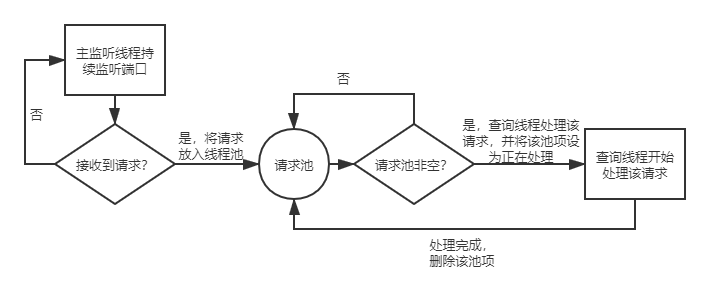 主监听线程持
续监听端口
否
接收到请求?
是，将请求
放入线程池
请求池
否
请求池非空?
是，查询线程处理该
请求，并将该池项设
为正在处理
查询线程开始
处理该请求
处理完成，
删除该池项